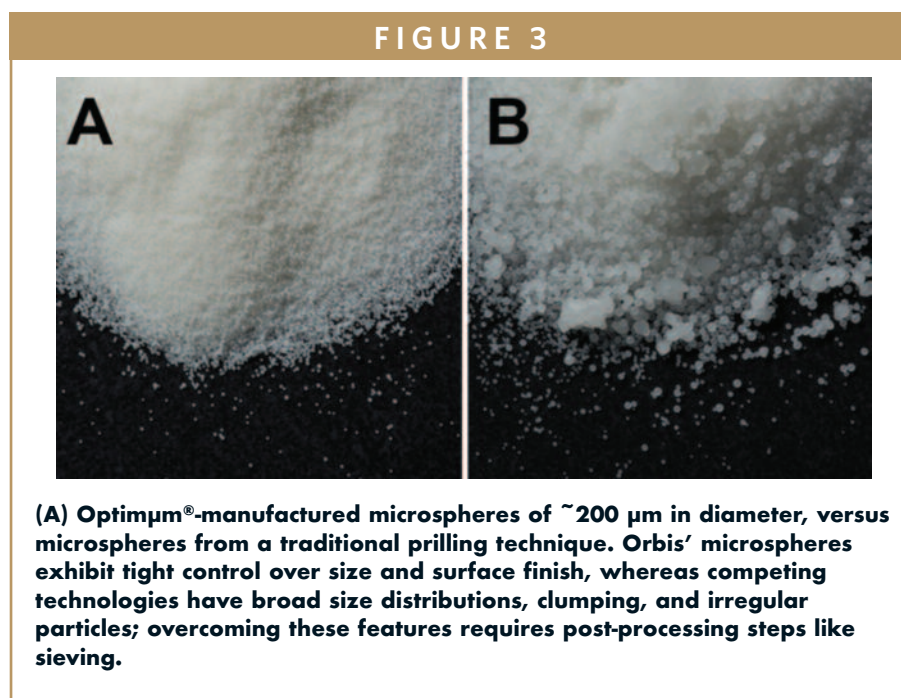 FIGURE 3
A
B
(A) Optimµm®-manufactured microspheres of ~200 µm in diameter, versus
microspheres from a traditional prilling technique. Orbis’ microspheres
exhibit tight control over size and surface finish, whereas competing
technologies have broad size distributions, clumping, and irregular
particles; overcoming these features requires post-processing steps like
sieving.